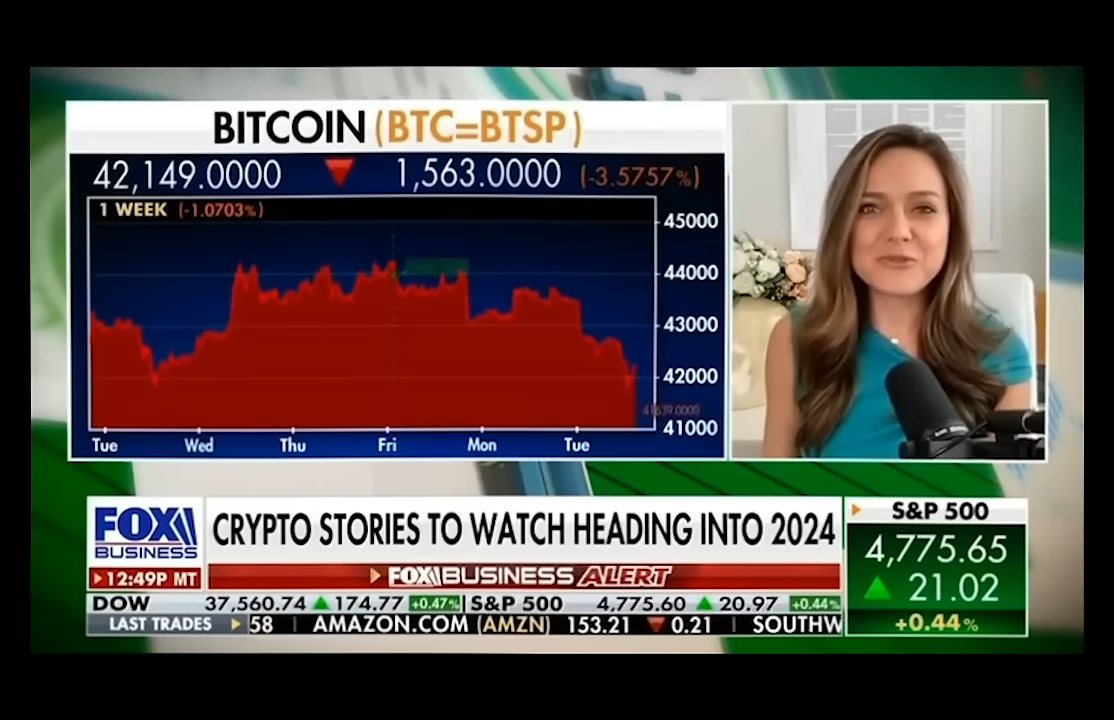 BITCOIN (BTC=BTSP)
42,149.0000 1,563.0000 (-3.5757%)
1 WEEK (-1.0703%)
45000
44000
43000
42000
41000
Tue Wed Thu Fri Mon Tue
FOX BUSINESS
12:49P MT
CRYPTO STORIES TO WATCH HEADING INTO 2024
FOX BUSINESS ALERT
S&P 500
4,775.65
21.02
+0.44%
DOW 37,560.74 174.77 +0.47% S&P 500 4,775.60 20.97 +0.44%
LAST TRADES 58 AMAZON.COM (AMZN) 153.21 0.21 SOUTHW